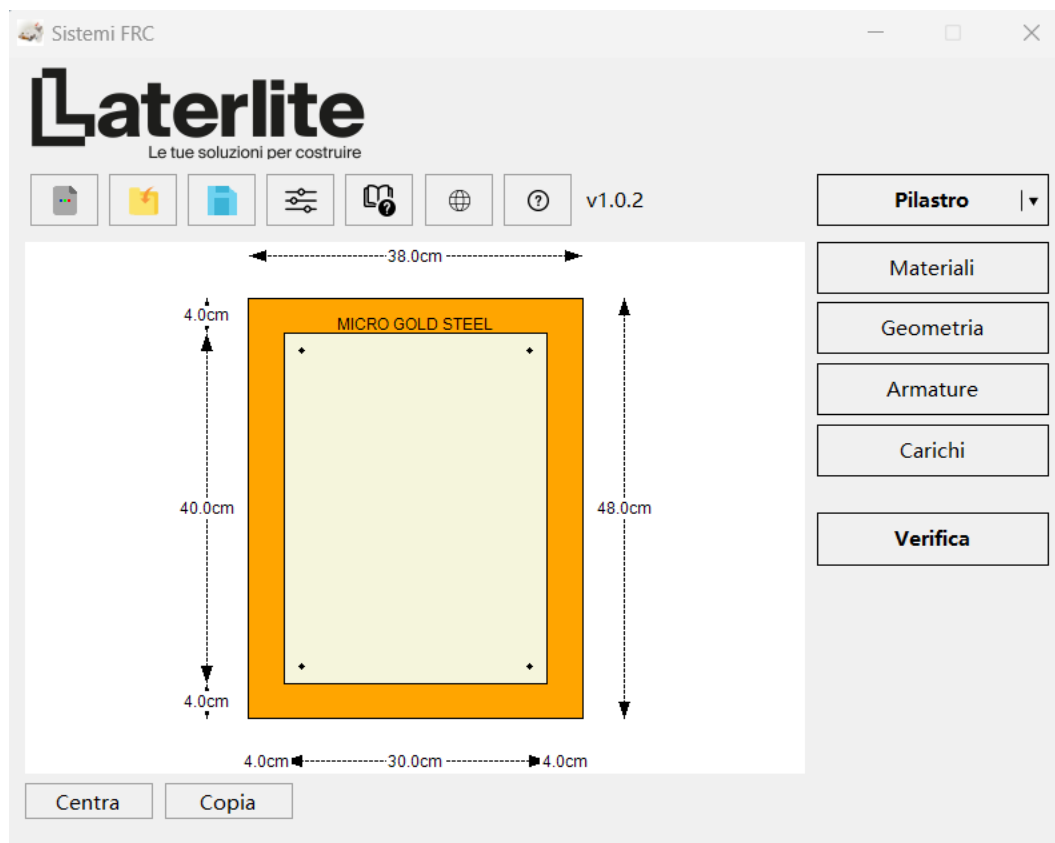 Sistemi FRC
Laterlite
Le tue soluzioni per costruire
v1.0.2
Pilastro
Materiali
Geometria
Armature
Carichi
Verifica
38.0cm
4.0cm
MICRO GOLD STEEL
40.0cm
48.0cm
4.0cm
4.0cm
30.0cm
4.0cm
Centra
Copia